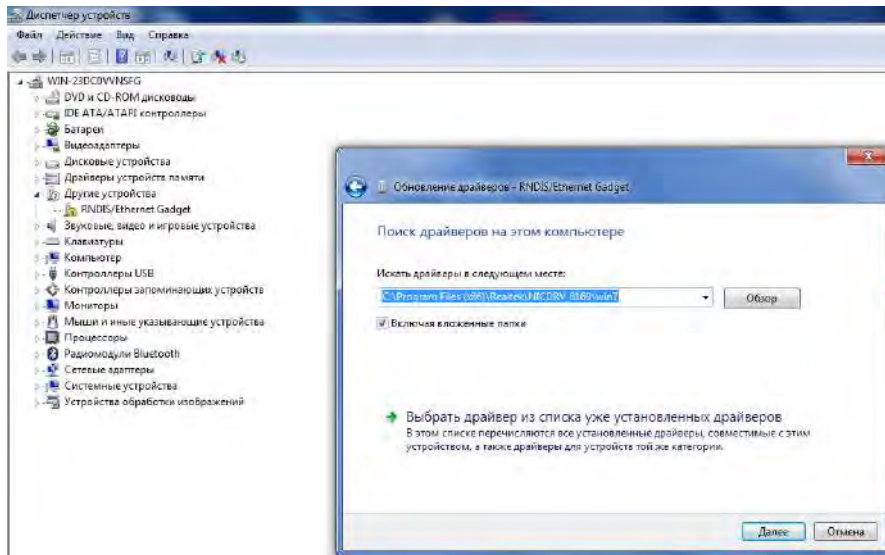 Диспетчер устройств
Файл Действие Вид Справка
WIN-23DC0VVNSFG
DVD и CD-ROM дисководы
IDE ATA/ATAPI контроллеры
Батареи
Видеоадаптеры
Дисковые устройства
Драйверы устройств памяти
Другие устройства
RNDIS/Ethernet Gadget
Звуковые, видео и игровые устройства
Клавиатуры
Компьютер
Контроллеры USB
Контроллеры запоминающих устройств
Мониторы
Мыши и иные указывающие устройства
Процессоры
Радиомодули Bluetooth
Сетевые адаптеры
Системные устройства
Устройства обработки изображений
Обновление драйверов - RNDIS/Ethernet Gadget
Поиск драйверов на этом компьютере
Искать драйверы в следующем месте:
C:\Program Files (x86)\Realtek\NICDRV_8169\win7
Обзор
Включая вложенные папки
Выбрать драйвер из списка уже установленных драйверов
В этом списке перечисляются все установленные драйверы, совместимые с этим
устройством, а также драйверы для устройств той же категории.
Далее
Отмена